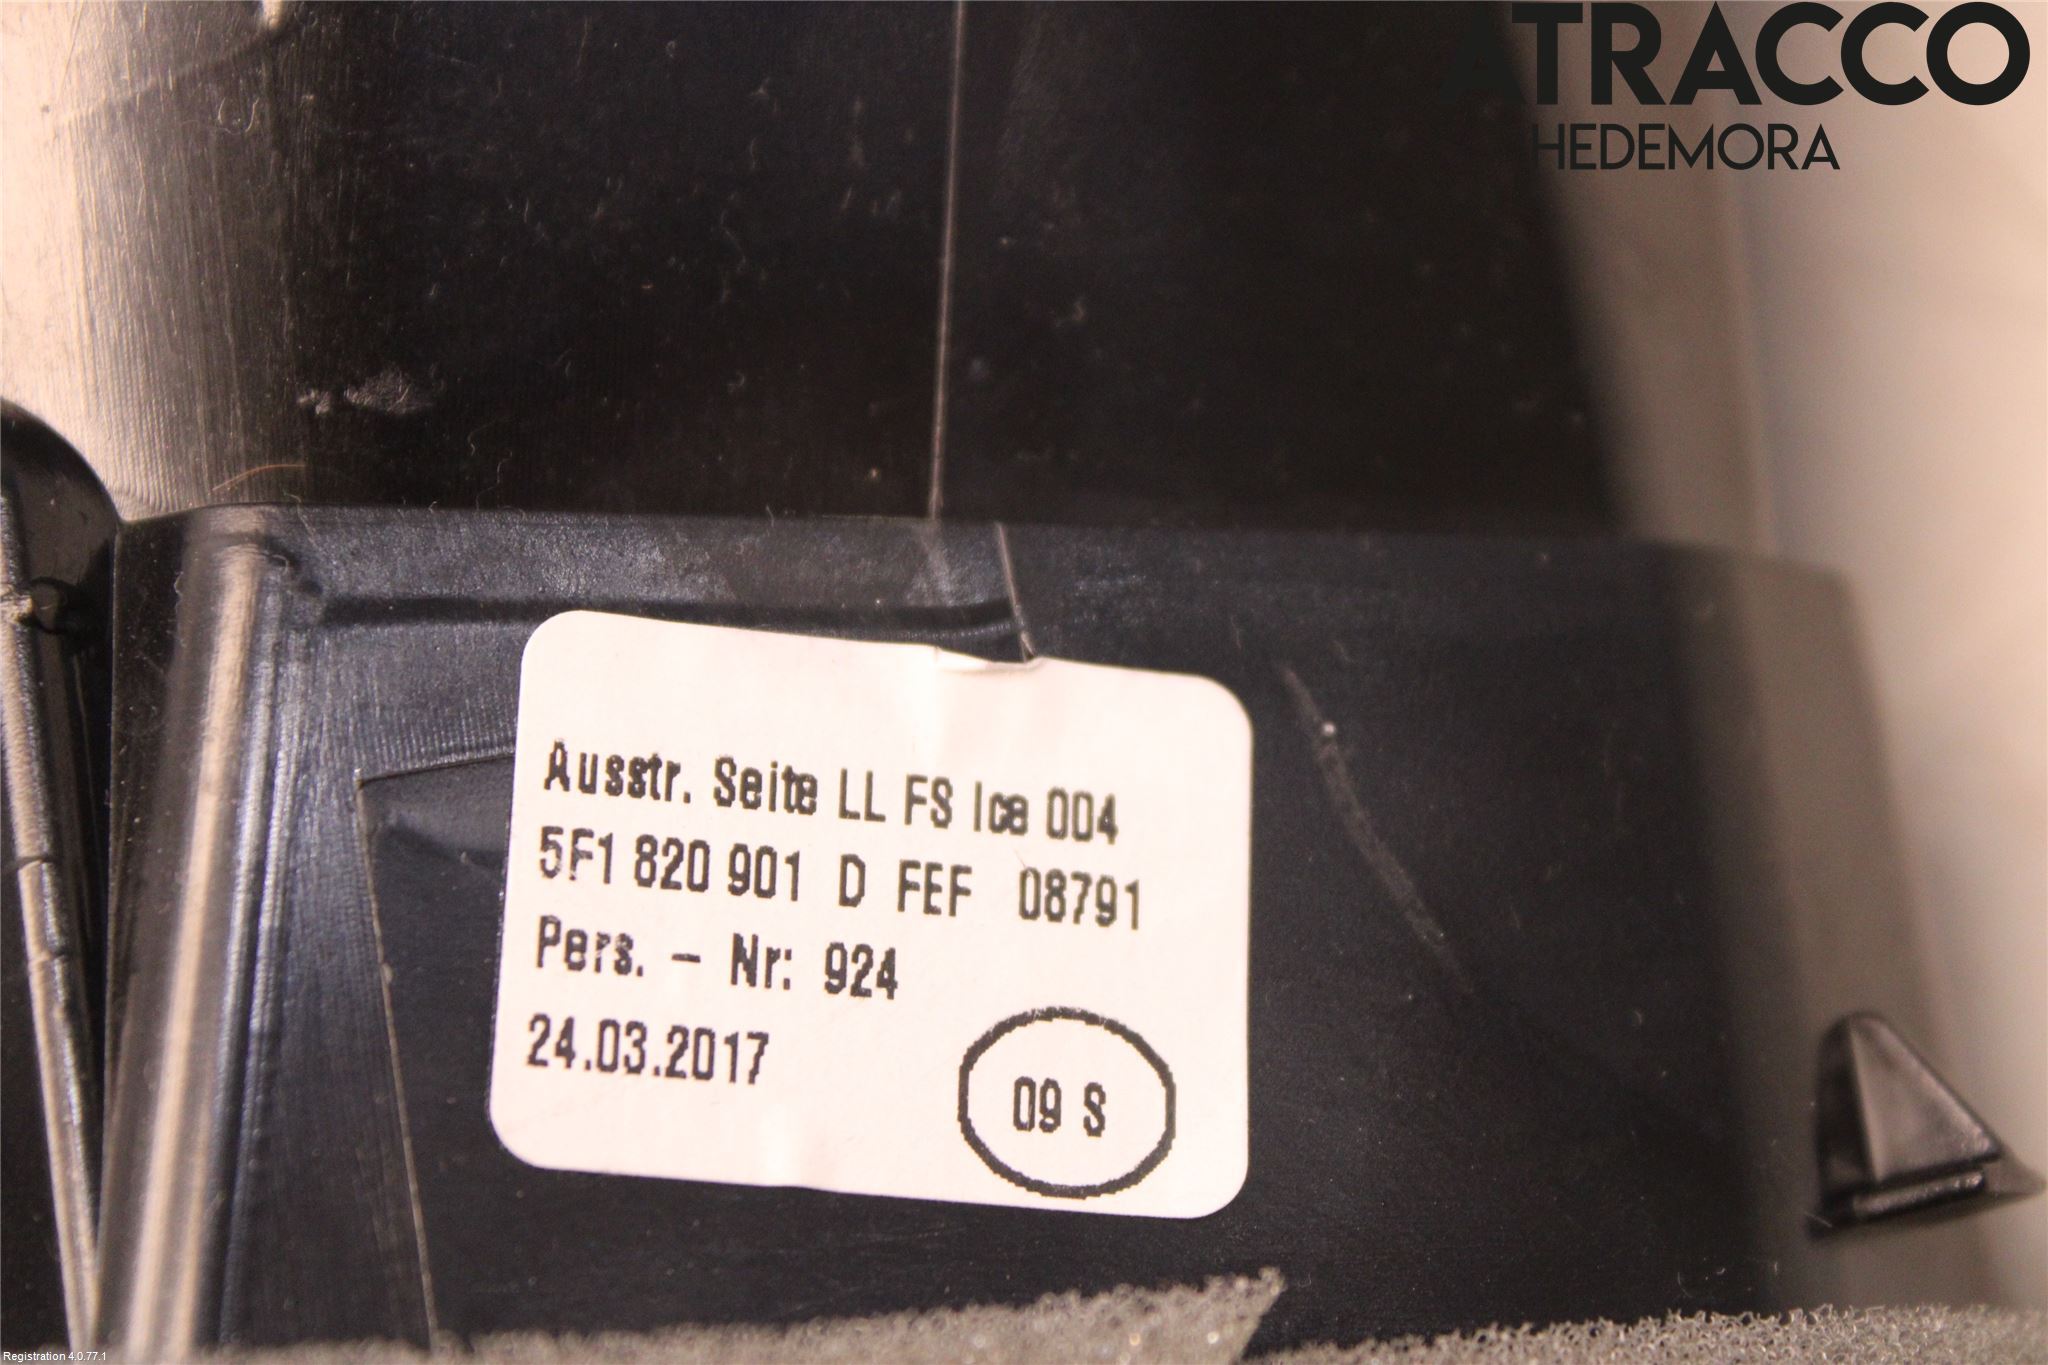 ATRACCO
HEDEMORA
Ausstr. Seite LL FS Ice 004
5F1 820 901 D FEF 08791
Pers. - Nr: 924
24.03.2017
09 S
Registration 4.0.77.1